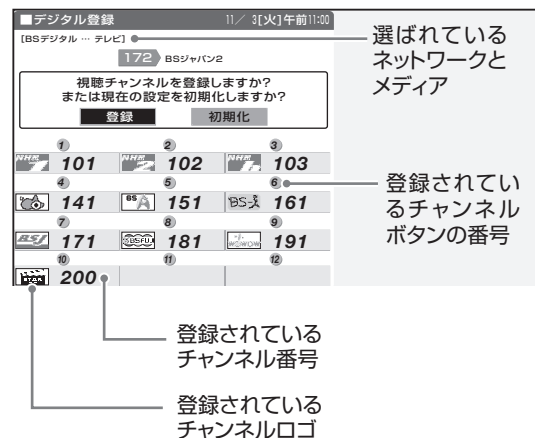 ■デジタル登録 11／ 3[火]午前11:00
[BSデジタル … テレビ]
172 BSジャパン2
視聴チャンネルを登録しますか?
または現在の設定を初期化しますか?
登録 初期化
1 2 3
101 102 103
4 5 6
141 BS A 151 BS- 161
7 8 9
BSJ 171 BSFUJI 181 WOWOW 191
10 11 12
STAR 200
選ばれている
ネットワークと
メディア
登録されてい
るチャンネル
ボタンの番号
登録されている
チャンネル番号
登録されている
チャンネルロゴ